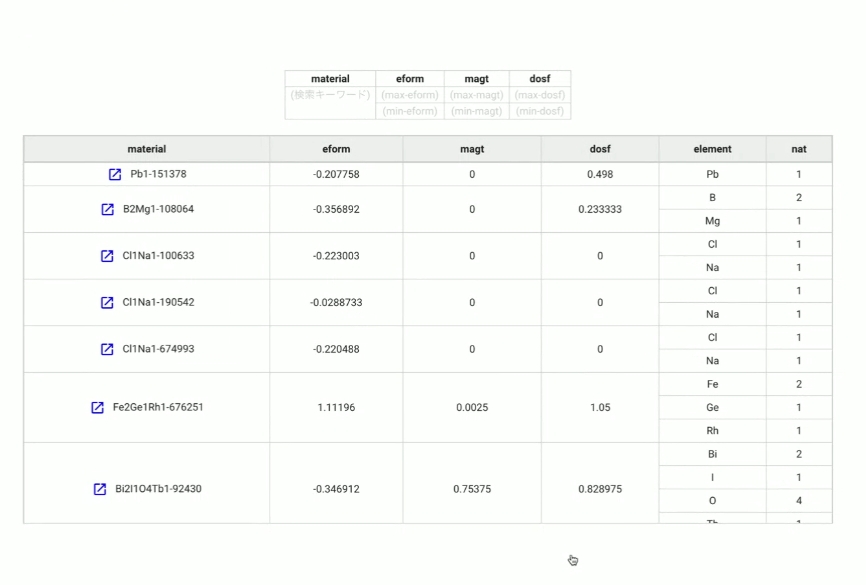 material eform magt dosf
(検索キーワード) (max-eform) (max-magt) (max-dosf)
(min-eform) (min-magt) (min-dosf)
material eform magt dosf element nat
Pb1-151378 -0.207758 0 0.498 Pb 1
B2Mg1-108064 -0.356892 0 0.233333 B 2
Mg 1
Cl1Na1-100633 -0.223003 0 0 Cl 1
Na 1
Cl1Na1-190542 -0.0288733 0 0 Cl 1
Na 1
Cl1Na1-674993 -0.220488 0 0 Cl 1
Na 1
Fe2Ge1Rh1-676251 1.11196 0.0025 1.05 Fe 2
Ge 1
Rh 1
Bi2I1O4Tb1-92430 -0.346912 0.75375 0.828975 Bi 2
I 1
O 4
Tb 1